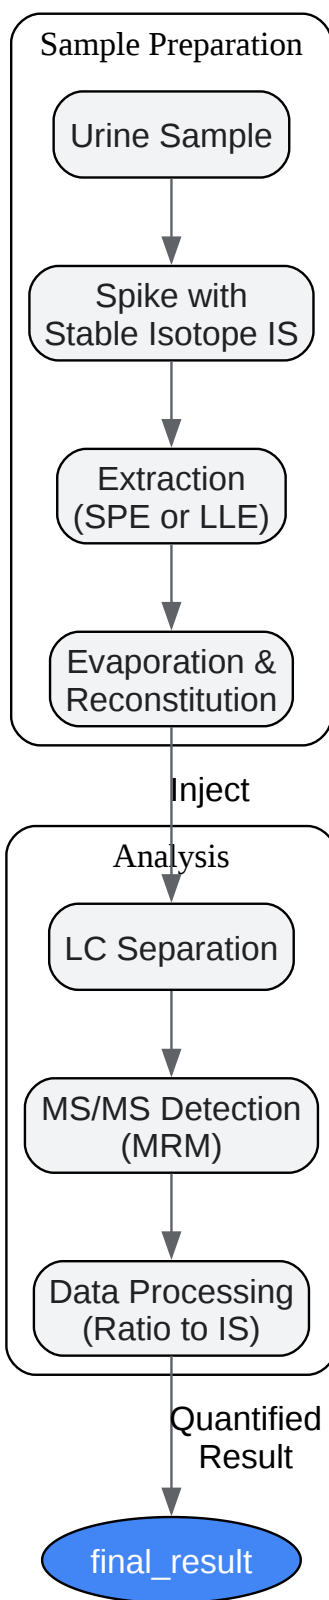 Sample Preparation
Urine Sample
Spike with
Stable Isotope IS
Extraction
(SPE or LLE)
Evaporation &
Reconstitution
Inject
Analysis
LC Separation
MS/MS Detection
(MRM)
Data Processing
(Ratio to IS)
Quantified
Result
final_result